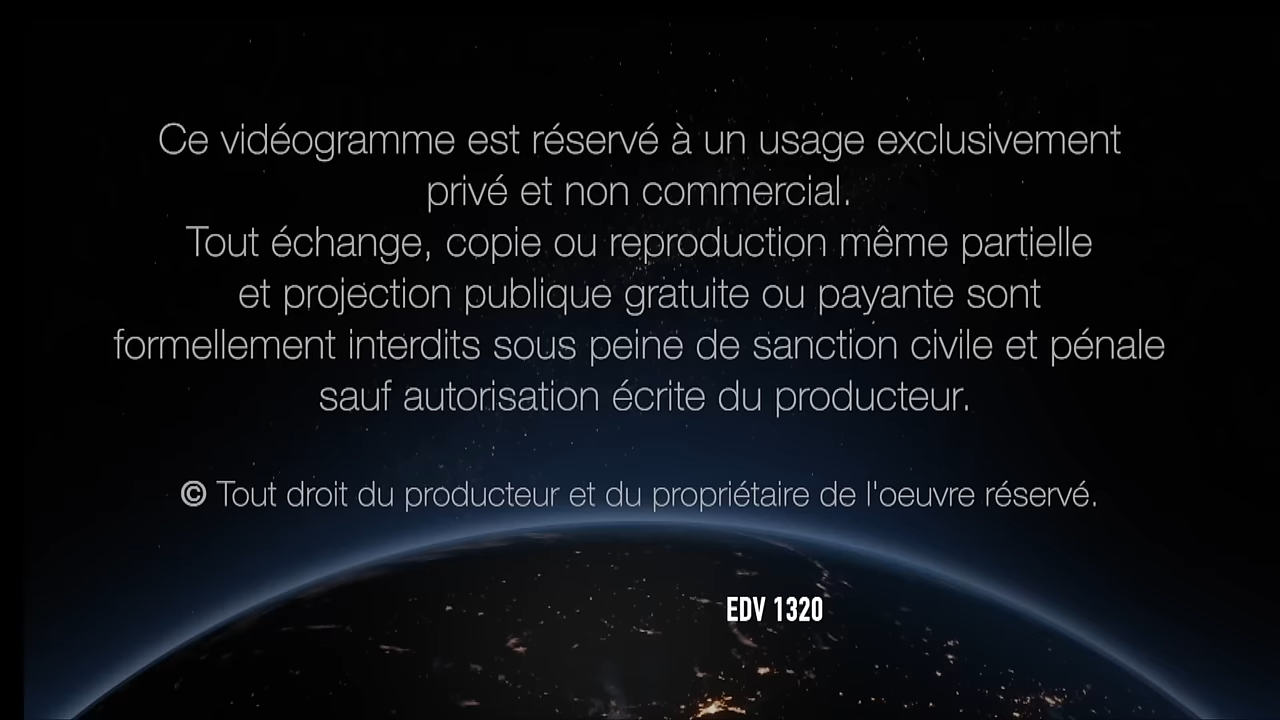 Ce vidéogramme est réservé à un usage exclusivement
privé et non commercial.
Tout échange, copie ou reproduction même partielle
et projection publique gratuite ou payante sont
formellement interdits sous peine de sanction civile et pénale
sauf autorisation écrite du producteur.
© Tout droit du producteur et du propriétaire de l'oeuvre réservé.
EDV 1320